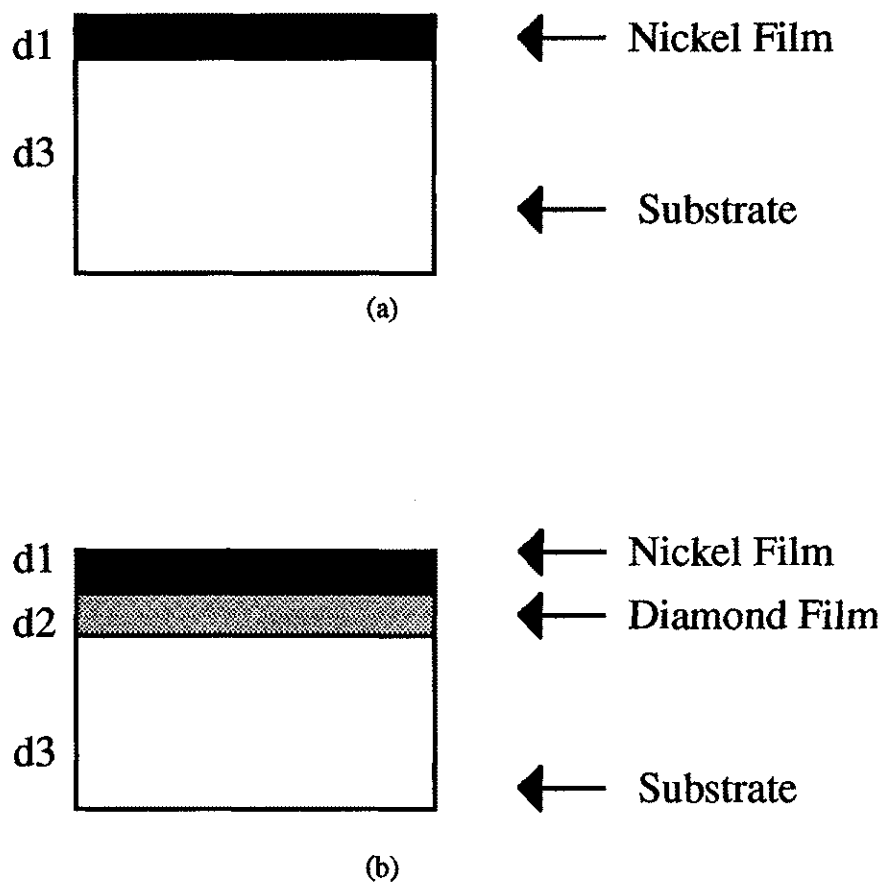 d1
Nickel Film
d3
Substrate
(a)
d1
Nickel Film
d2
Diamond Film
d3
Substrate
(b)